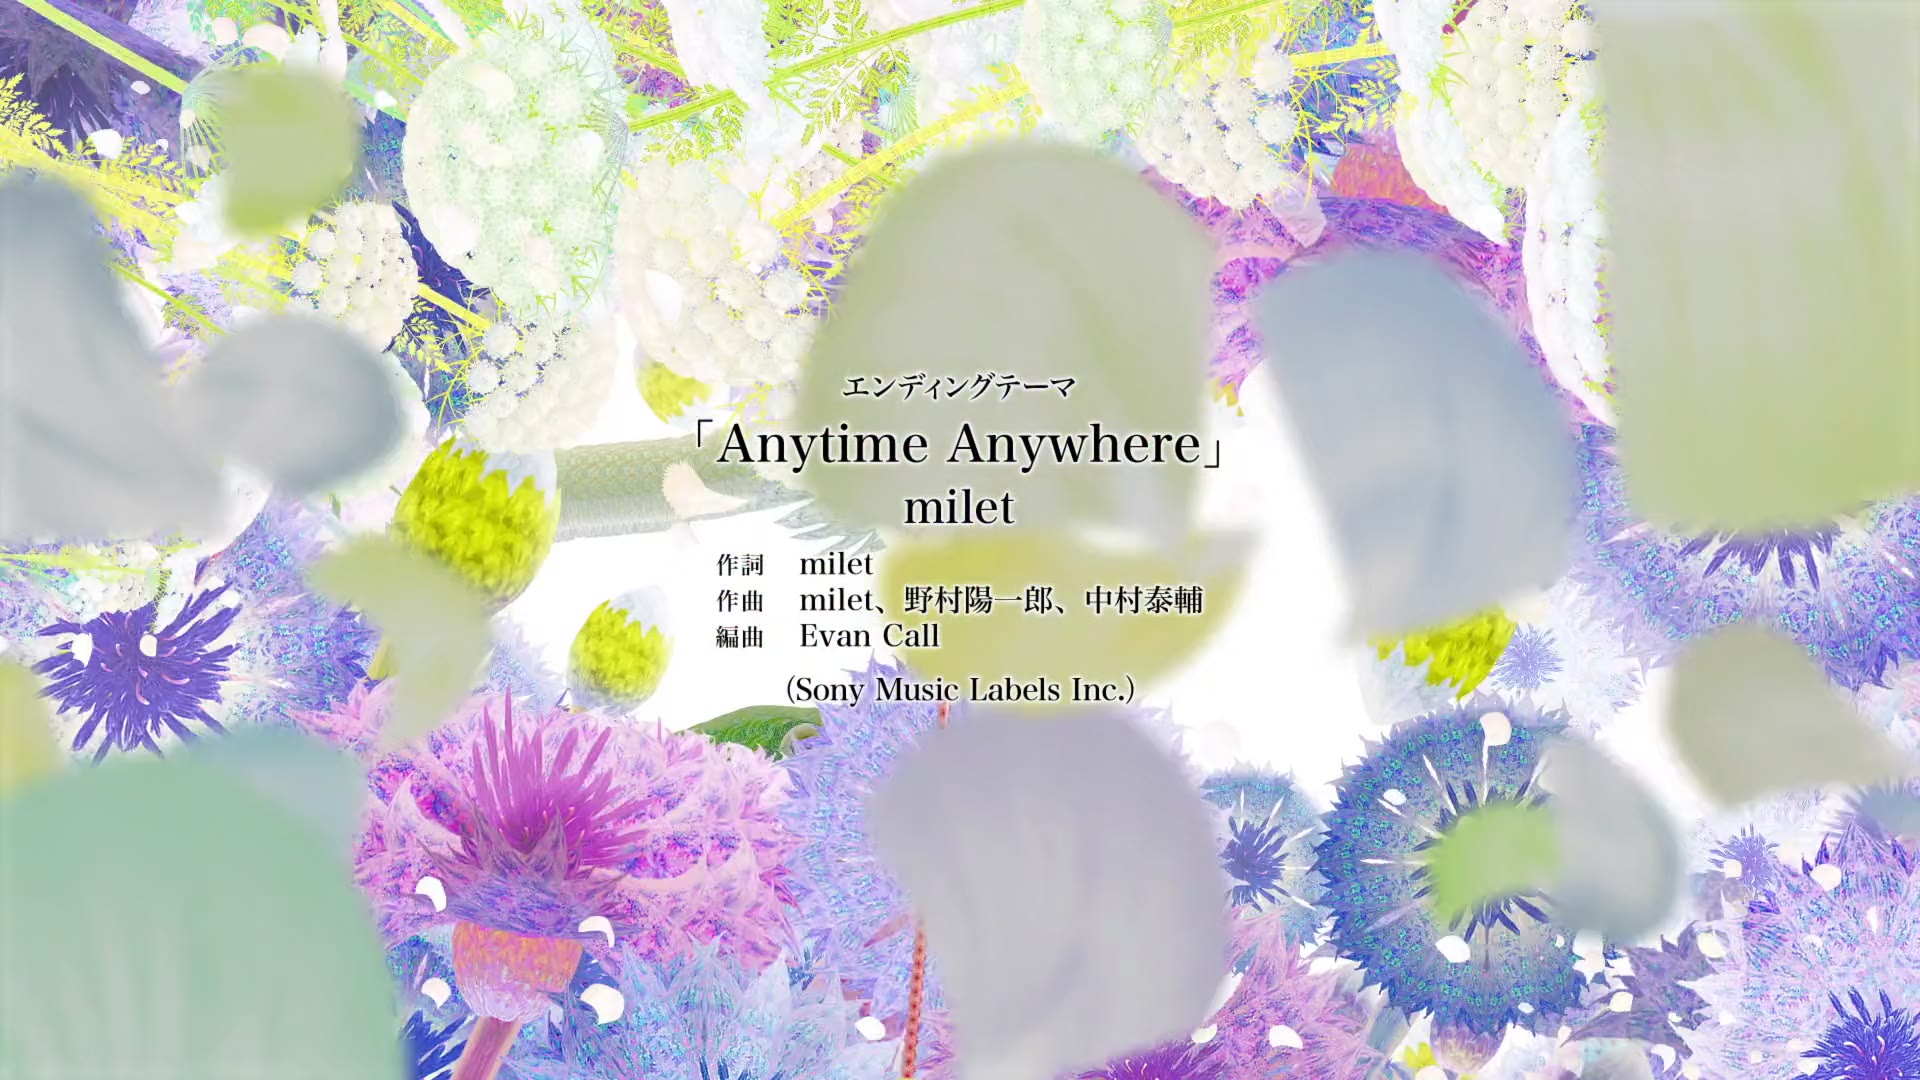 エンディングテーマ
「Anytime Anywhere」
milet
作詞 milet
作曲 milet、野村陽一郎、中村泰輔
編曲 Evan Call
(Sony Music Labels Inc.)